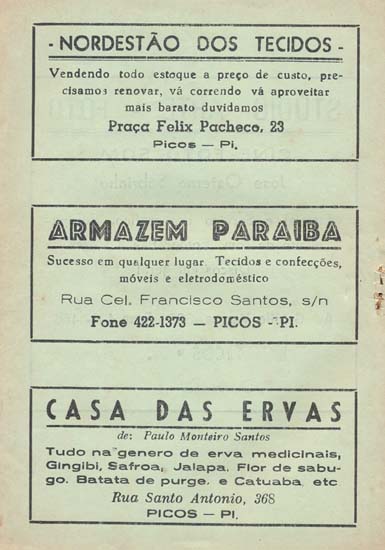 - NORDESTÃO DOS TECIDOS -
Vendendo todo estoque a preço de custo, pre-
cisamos renovar, vá correndo vá aproveitar
mais barato duvidamos
Praça Felix Pacheco, 23
Picos — Pi.
ARMAZEM PARAIBA
Sucesso em qualquer lugar. Tecidos e confecções,
móveis e eletrodoméstico
Rua Cel. Francisco Santos, s/n
Fone 422-1373 — PICOS - PI.
CASA DAS ERVAS
de: Paulo Monteiro Santos
Tudo na genero de erva medicinais,
Gingibi, Safroa, Jalapa, Flor de sabu-
go, Batata de purge, e Catuaba, etc
Rua Santo Antonio, 368
PICOS — PI.